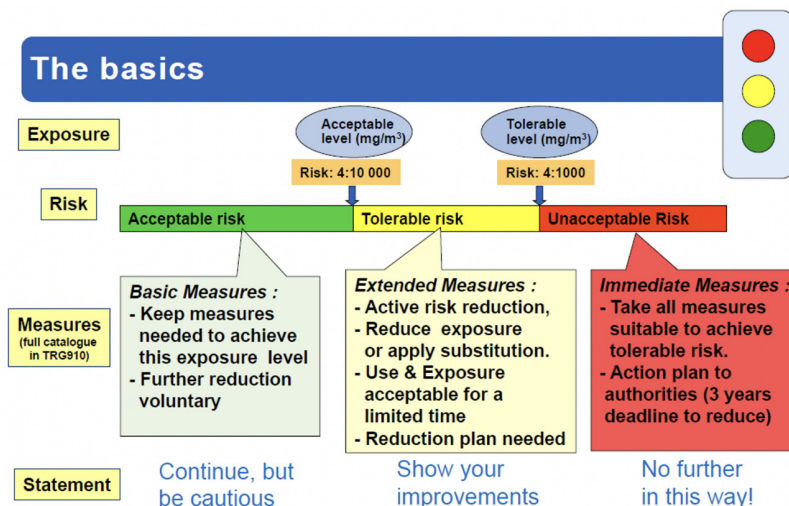 The basics
Exposure
Acceptable
level (mg/m³)
Tolerable
level (mg/m³)
Risk: 4:10 000
Risk: 4:1000
Risk
Acceptable risk
Tolerable risk
Unacceptable Risk
Measures
(full catalogue
in TRG910)
Basic Measures :
- Keep measures
needed to achieve
this exposure level
- Further reduction
voluntary
Extended Measures :
- Active risk reduction,
- Reduce exposure
or apply substitution.
- Use & Exposure
acceptable for a
limited time
- Reduction plan needed
Immediate Measures :
- Take all measures
suitable to achieve
tolerable risk.
- Action plan to
authorities (3 years
deadline to reduce)
Statement
Continue, but
be cautious
Show your
improvements
No further
in this way!